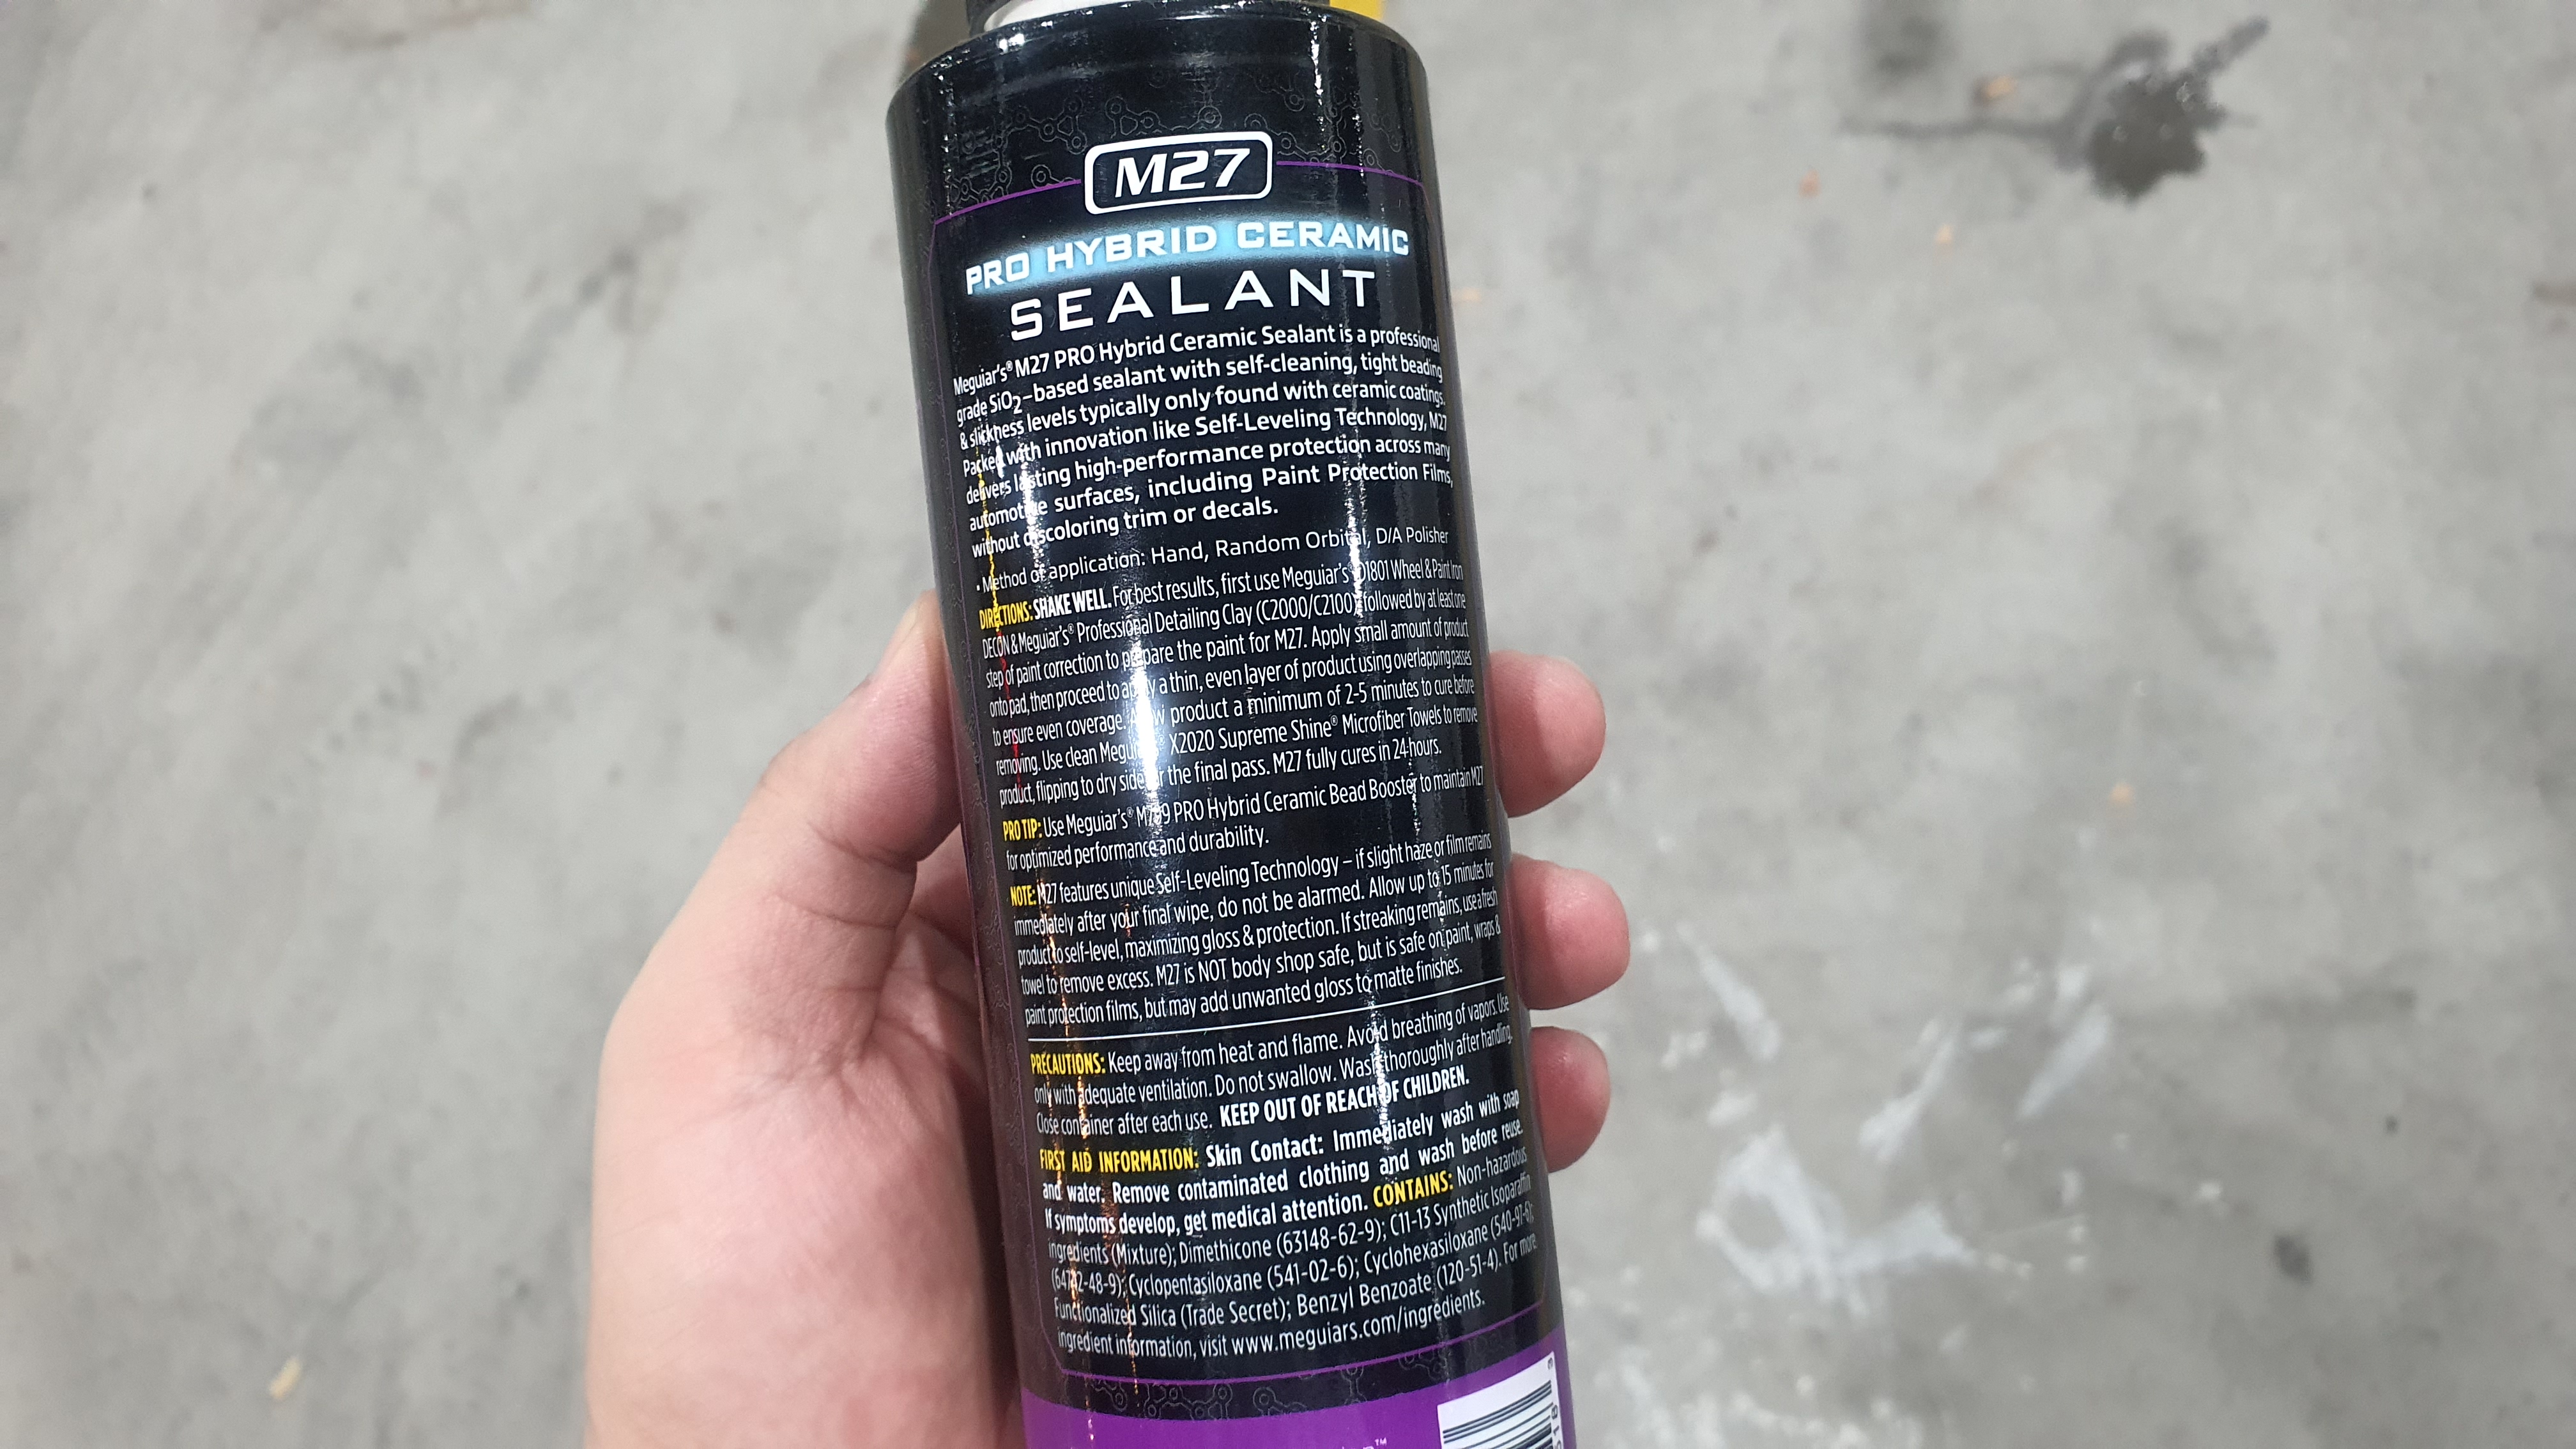 M27
PRO HYBRID CERAMIC
SEALANT
Meguiar's® M27 PRO Hybrid Ceramic Sealant is a professional
grade SiO2-based sealant with self-cleaning, tight beading
& slickness levels typically only found with ceramic coatings.
Packed with innovation like Self-Leveling Technology, M27
delivers lasting high-performance protection across many
automotive surfaces, including Paint Protection Films,
without discoloring trim or decals.
• Method of application: Hand, Random Orbital, D/A Polisher
DIRECTIONS: SHAKE WELL. For best results, first use Meguiar's® D1801 Wheel & Paint Iron
DECON & Meguiar's® Professional Detailing Clay (C2000/C2100) followed by at least one
step of paint correction to prepare the paint for M27. Apply small amount of product
onto pad, then proceed to apply a thin, even layer of product using overlapping passes
to ensure even coverage. Allow product a minimum of 2-5 minutes to cure before
removing. Use clean Meguiar's X2020 Supreme Shine® Microfiber Towels to remove
product, flipping to dry side for the final pass. M27 fully cures in 24 hours.
PRO TIP: Use Meguiar's® PRO Hybrid Ceramic Bead Booster to maintain M27
for optimized performance and durability.
NOTE: M27 features unique Self-Leveling Technology – if slight haze or film remains
immediately after your final wipe, do not be alarmed. Allow up to 15 minutes for
product to self-level, maximizing gloss & protection. If streaking remains, use a fresh
towel to remove excess. M27 is NOT body shop safe, but is safe on paint, wraps &
paint protection films, but may add unwanted gloss to matte finishes.
PRECAUTIONS: Keep away from heat and flame. Avoid breathing of vapors. Use
only with adequate ventilation. Do not swallow. Wash thoroughly after handling.
Close container after each use. KEEP OUT OF REACH OF CHILDREN.
FIRST AID INFORMATION: Skin Contact: Immediately wash with soap
and water. Remove contaminated clothing and wash before reuse.
If symptoms develop, get medical attention. CONTAINS: Non-hazardous
ingredients (Mixture); Dimethicone (63148-62-9); C11-13 Synthetic Isoparaffin
(64742-48-9); Cyclopentasiloxane (541-02-6); Cyclohexasiloxane (540-97-6);
Functionalized Silica (Trade Secret); Benzyl Benzoate (120-51-4). For more
ingredient information, visit www.meguiars.com/ingredients.